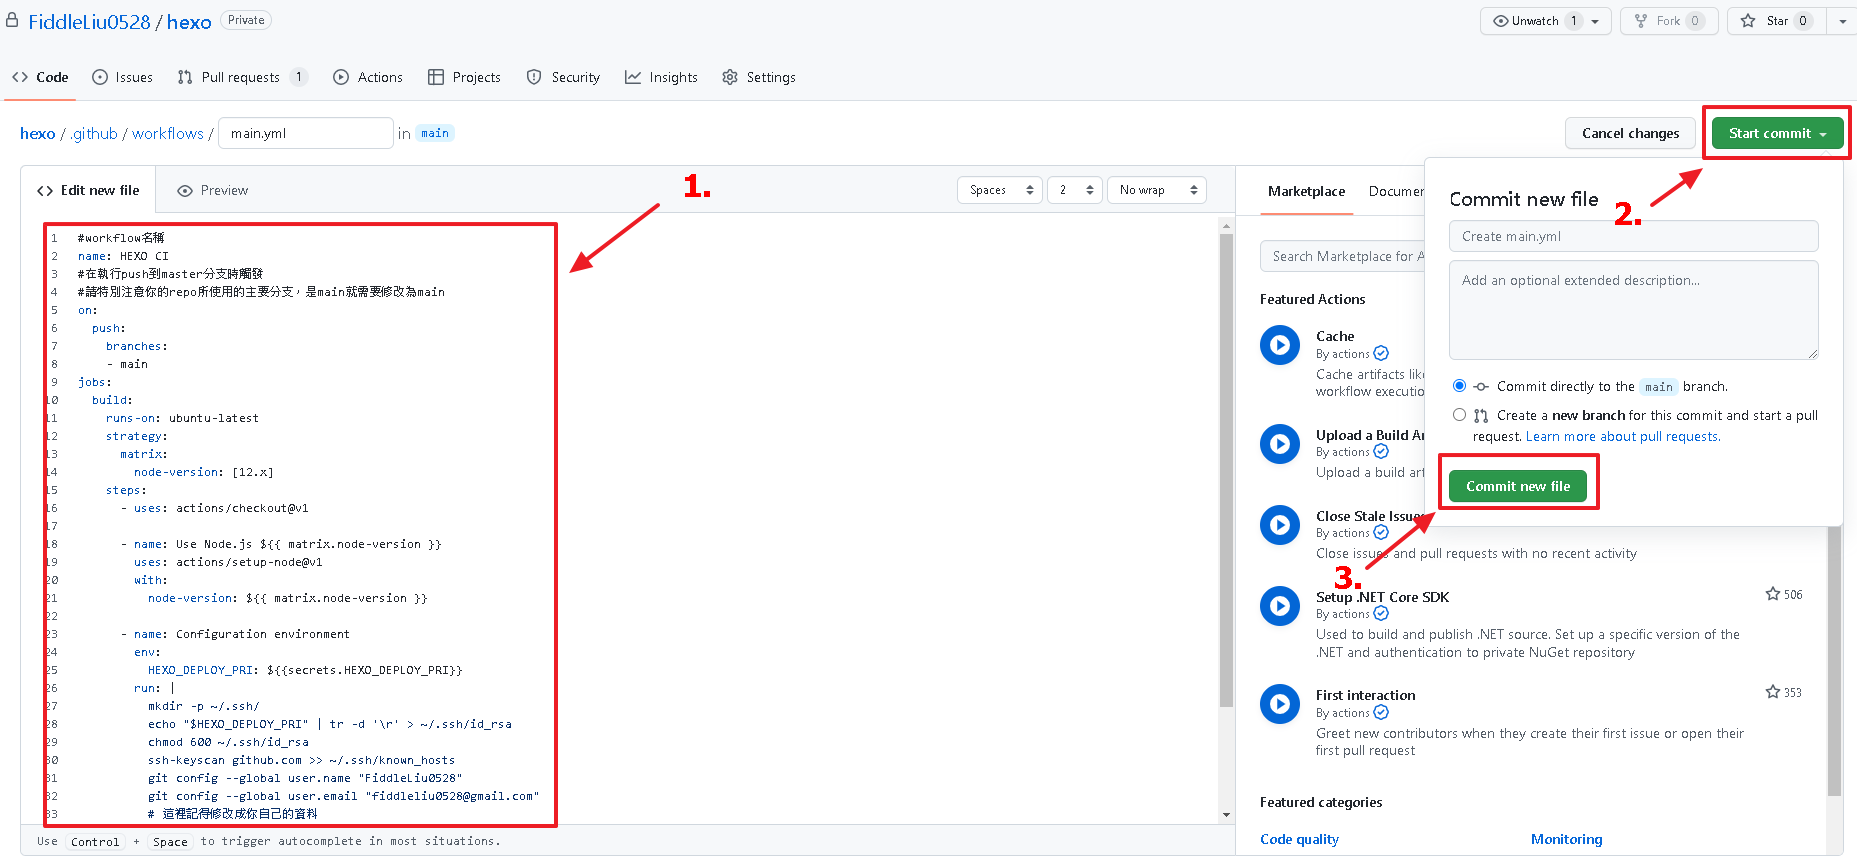 FiddleLiu0528 / hexo Private
Unwatch 1 Fork 0 Star 0
Code Issues Pull requests 1 Actions Projects Security Insights Settings
hexo / .github / workflows / main.yml in main
Cancel changes Start commit
Edit new file Preview
Spaces 2 No wrap
1.
1 #workflow名稱
2 name: HEXO CI
3 #在執行push到master分支時觸發
4 #請特別注意你的repo所使用的主要分支，是main就需要修改為main
5 on:
6 push:
7 branches:
8 - main
9 jobs:
10 build:
11 runs-on: ubuntu-latest
12 strategy:
13 matrix:
14 node-version: [12.x]
15 steps:
16 - uses: actions/checkout@v1
17
18 - name: Use Node.js ${{ matrix.node-version }}
19 uses: actions/setup-node@v1
20 with:
21 node-version: ${{ matrix.node-version }}
22
23 - name: Configuration environment
24 env:
25 HEXO_DEPLOY_PRI: ${{secrets.HEXO_DEPLOY_PRI}}
26 run: |
27 mkdir -p ~/.ssh/
28 echo "$HEXO_DEPLOY_PRI" | tr -d '\r' > ~/.ssh/id_rsa
29 chmod 600 ~/.ssh/id_rsa
30 ssh-keyscan github.com >> ~/.ssh/known_hosts
31 git config --global user.name "FiddleLiu0528"
32 git config --global user.email "fiddleliu0528@gmail.com"
33 # 這裡記得修改成你自己的資料
Use Control + Space to trigger autocomplete in most situations.
Marketplace Documen
Search Marketplace for A
Featured Actions
Cache
By actions
Cache artifacts lik
workflow executio
Upload a Build Ar
By actions
Upload a build art
Close Stale Issues
By actions
Close issues and pull requests with no recent activity
Setup .NET Core SDK
506
By actions
Used to build and publish .NET source. Set up a specific version of the
.NET and authentication to private NuGet repository
First interaction
353
By actions
Greet new contributors when they create their first issue or open their
first pull request
Featured categories
Code quality Monitoring
2.
Commit new file
Create main.yml
Add an optional extended description...
Commit directly to the main branch.
Create a new branch for this commit and start a pull
request. Learn more about pull requests.
Commit new file
3.